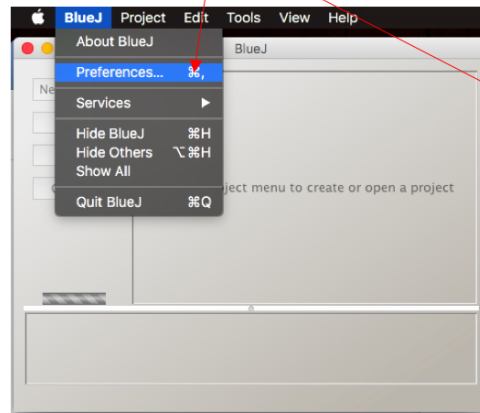 BlueJ Project Edit Tools View Help
BlueJ
About BlueJ
Preferences... ⌘,
Services ▶
Hide BlueJ ⌘H
Hide Others ⌥⌘H
Show All
Quit BlueJ ⌘Q
Ne
ject menu to create or open a project